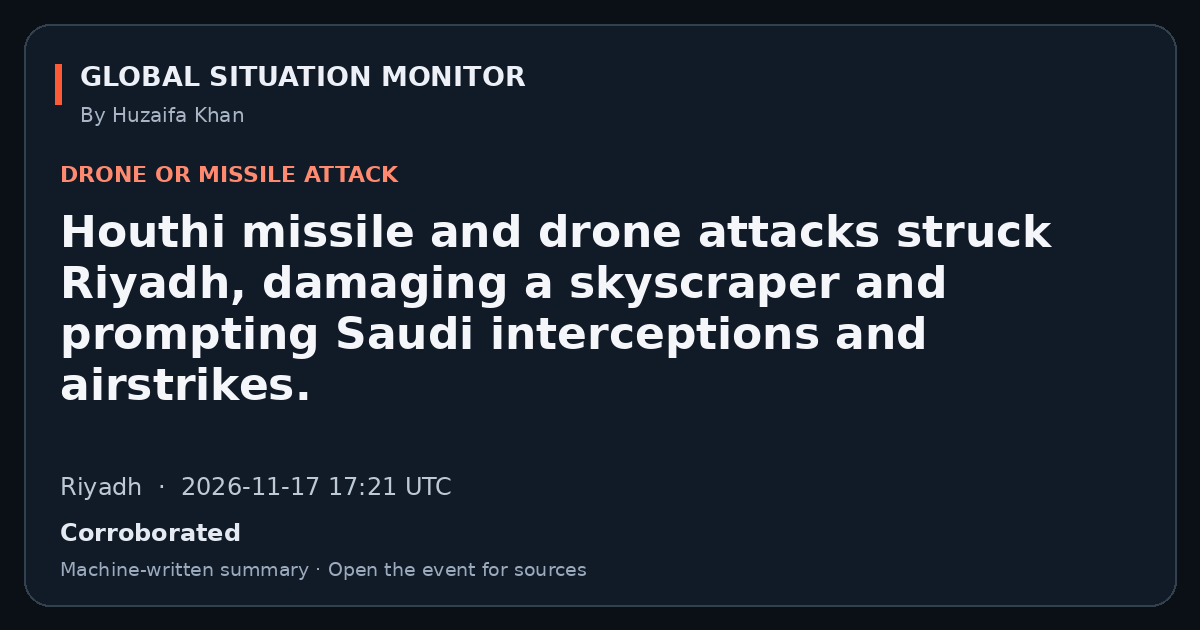 GLOBAL SITUATION MONITOR
By Huzaifa Khan
DRONE OR MISSILE ATTACK
Houthi missile and drone attacks struck
Riyadh, damaging a skyscraper and
prompting Saudi interceptions and
airstrikes.
Riyadh · 2026-11-17 17:21 UTC
Corroborated
Machine-written summary · Open the event for sources